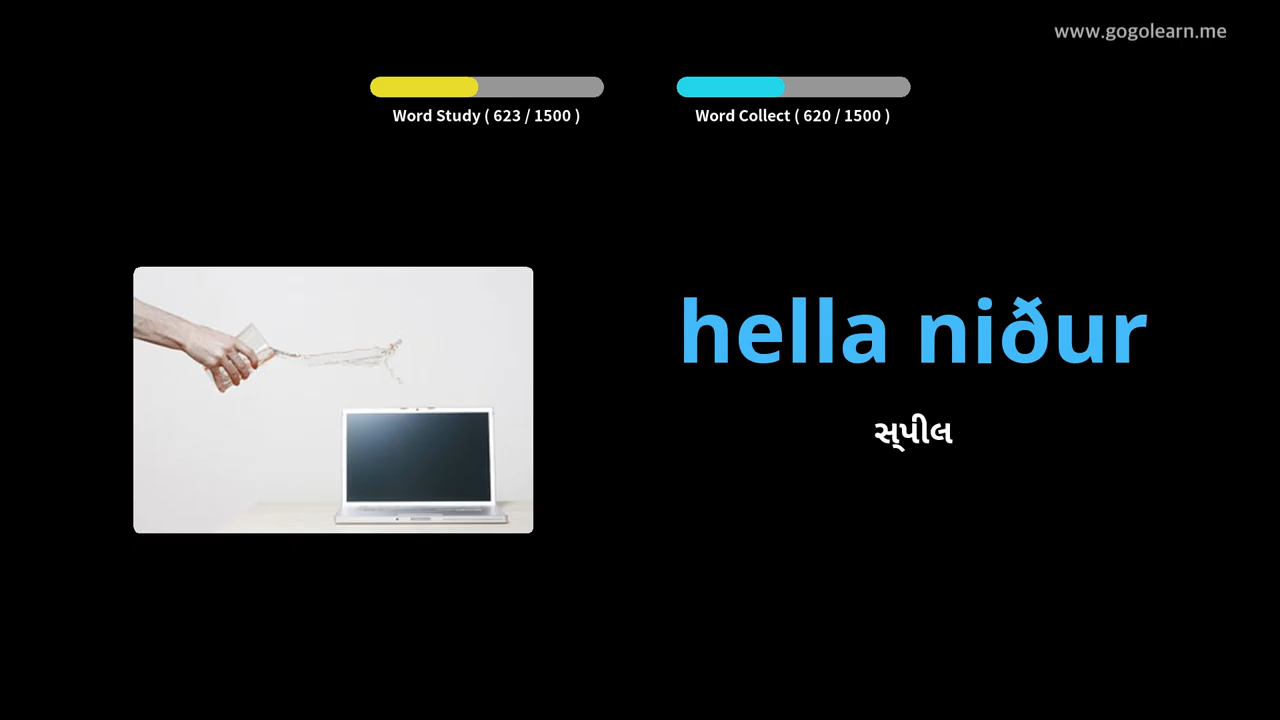 www.gogolearn.me
Word Study ( 623 / 1500 )
Word Collect ( 620 / 1500 )
hella niður
સ્પીલ